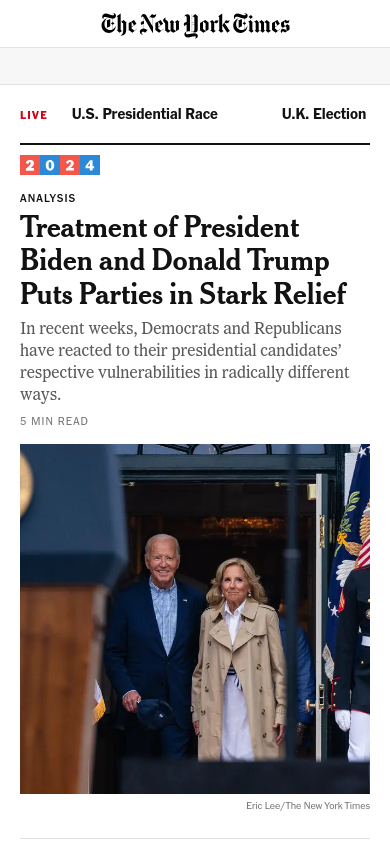 The New York Times
LIVE U.S. Presidential Race U.K. Election
2024
ANALYSIS
Treatment of President
Biden and Donald Trump
Puts Parties in Stark Relief
In recent weeks, Democrats and Republicans
have reacted to their presidential candidates’
respective vulnerabilities in radically different
ways.
5 MIN READ
Eric Lee/The New York Times